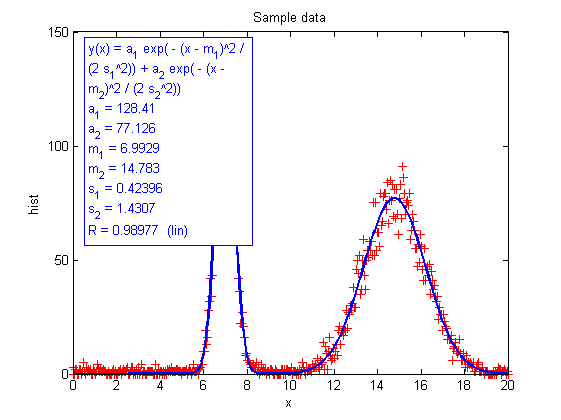 Sample data
150
y(x) = a1 exp( - (x - m1)^2 /
(2 s1^2)) + a2 exp( - (x -
m2)^2 / (2 s2^2))
a1 = 128.41
a2 = 77.126
m1 = 6.9929
m2 = 14.783
s1 = 0.42396
s2 = 1.4307
R = 0.98977 (lin)
100
hist
50
0
0 2 4 6 8 10 12 14 16 18 20
x